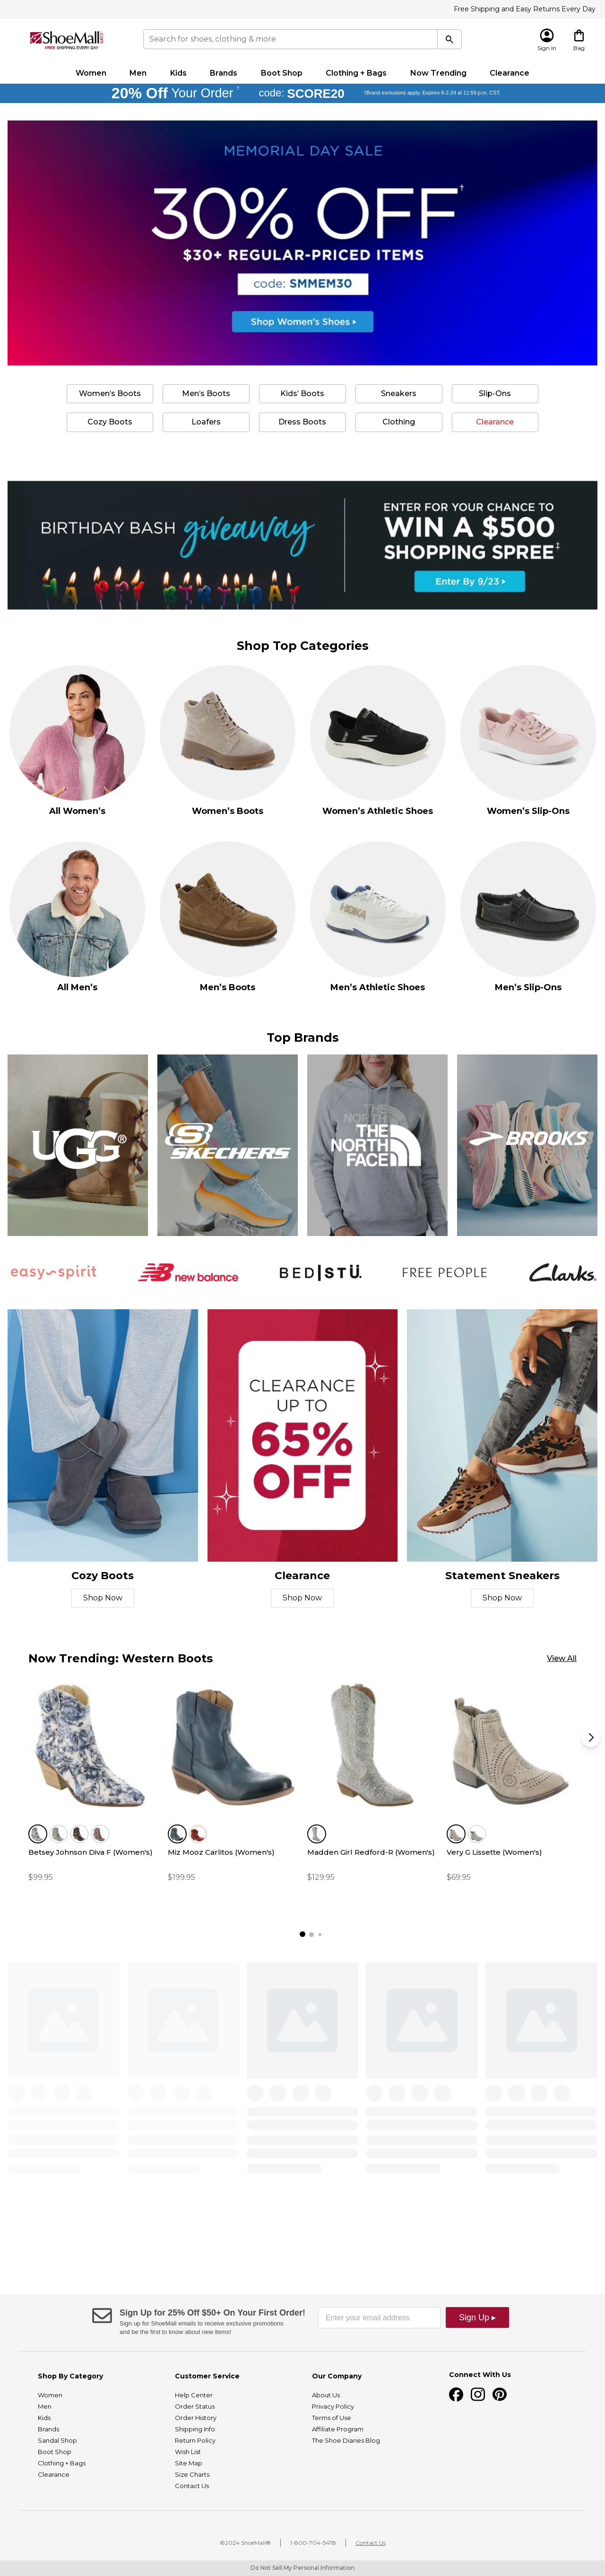 Free Shipping and Easy Returns Every Day
ShoeMall
FREE SHIPPING EVERY DAY
Search for shoes, clothing & more
Sign In
Bag
Women Men Kids Brands Boot Shop Clothing + Bags Now Trending Clearance
20% Off Your Order † code: SCORE20 †Brand exclusions apply. Expires 8-2-24 at 11:59 p.m. CST.
MEMORIAL DAY SALE
30% OFF†
$30+ REGULAR-PRICED ITEMS
code: SMMEM30
Shop Women's Shoes
Women's Boots Men's Boots Kids' Boots Sneakers Slip-Ons
Cozy Boots Loafers Dress Boots Clothing Clearance
BIRTHDAY BASH giveaway
HAPPY BIRTHDAY
ENTER FOR YOUR CHANCE TO
WIN A $500
SHOPPING SPREE‡
Enter By 9/23
Shop Top Categories
All Women's Women's Boots Women's Athletic Shoes Women's Slip-Ons
All Men's Men's Boots Men's Athletic Shoes Men's Slip-Ons
Top Brands
UGG®
SKECHERS
THE NORTH FACE
BROOKS
easy spirit
new balance
BED|STÜ.
FREE PEOPLE
Clarks.
CLEARANCE
UP TO
65%
OFF
Cozy Boots Clearance Statement Sneakers
Shop Now Shop Now Shop Now
Now Trending: Western Boots
View All
Betsey Johnson Diva F (Women's) Miz Mooz Carlitos (Women's) Madden Girl Redford-R (Women's) Very G Lissette (Women's)
$99.95 $199.95 $129.95 $69.95
Sign Up for 25% Off $50+ On Your First Order!
Sign up for ShoeMall emails to receive exclusive promotions
and be the first to know about new items!
Enter your email address
Sign Up ▸
Shop By Category
Women
Men
Kids
Brands
Sandal Shop
Boot Shop
Clothing + Bags
Clearance
Customer Service
Help Center
Order Status
Order History
Shipping Info
Return Policy
Wish List
Site Map
Size Charts
Contact Us
Our Company
About Us
Privacy Policy
Terms of Use
Affiliate Program
The Shoe Diaries Blog
Connect With Us
©2024 ShoeMall® 1-800-704-5478 Contact Us
Do Not Sell My Personal Information